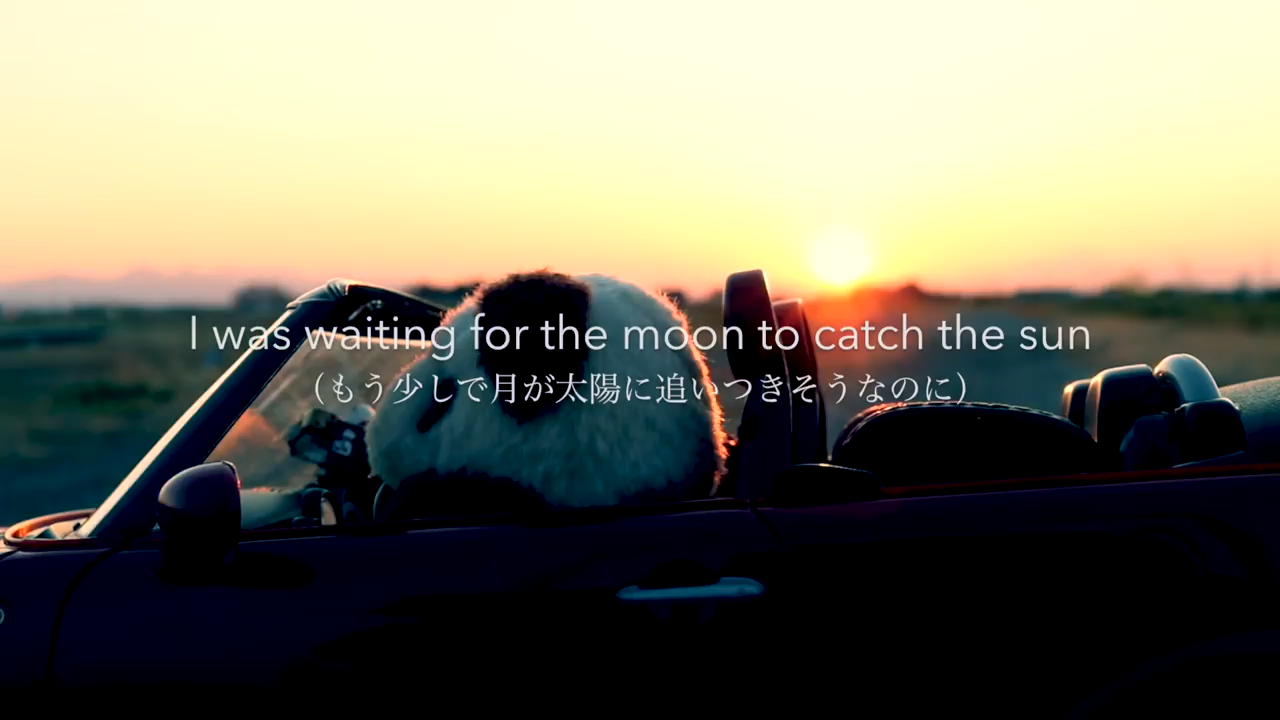 I was waiting for the moon to catch the sun
（もう少しで月が太陽に追いつきそうなのに）